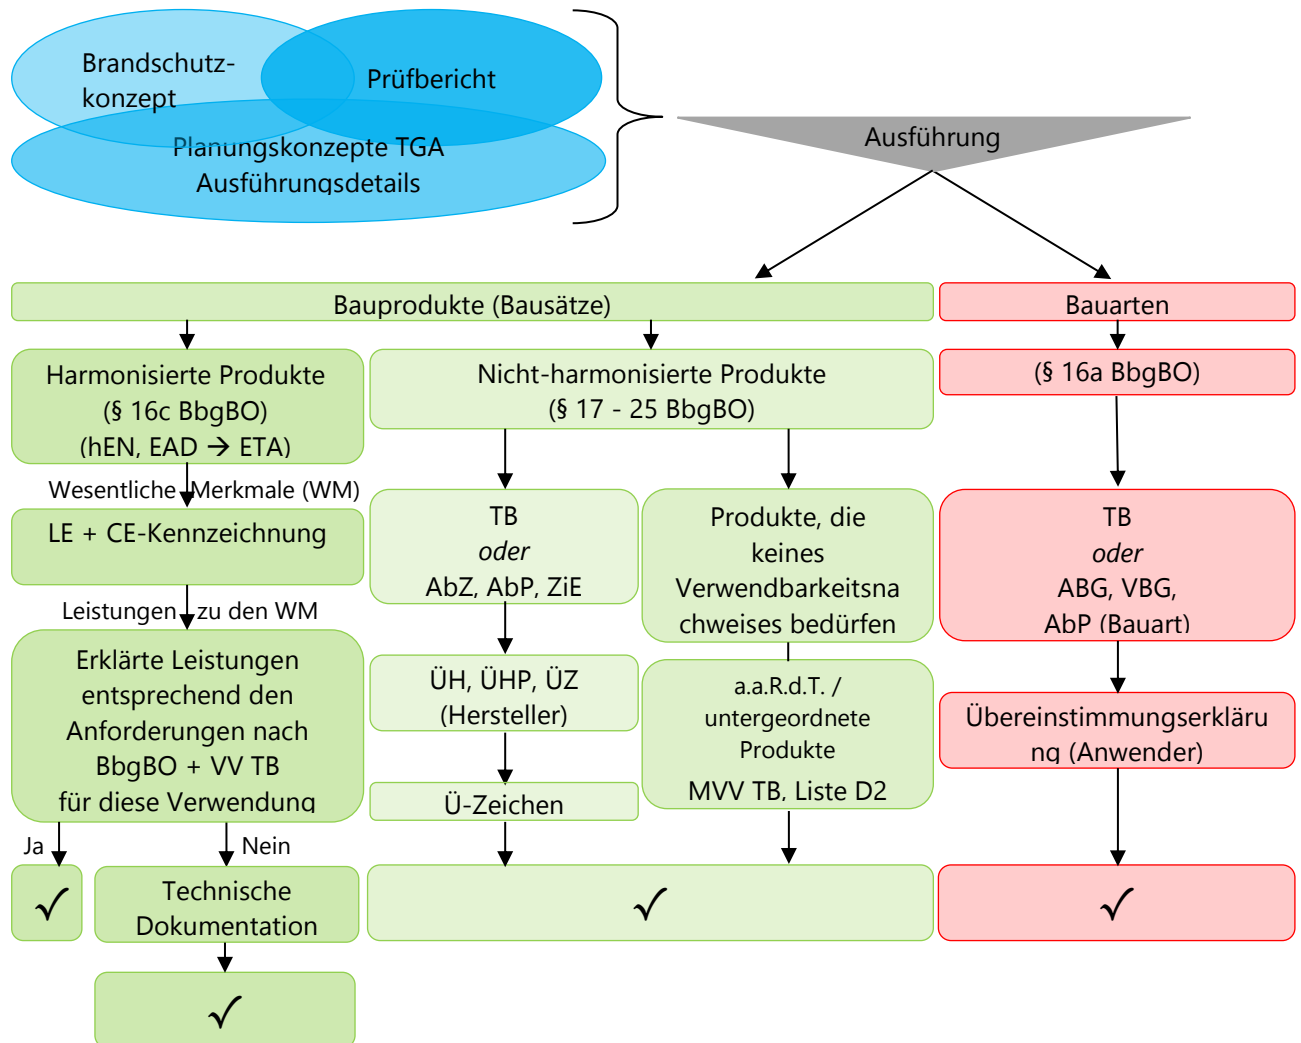 Brandschutz-
konzept
Prüfbericht
Planungskonzepte TGA
Ausführungsdetails
Ausführung
Bauprodukte (Bausätze)
Bauarten
Harmonisierte Produkte
(§ 16c BbgBO)
(hEN, EAD → ETA)
Nicht-harmonisierte Produkte
(§ 17 - 25 BbgBO)
(§ 16a BbgBO)
Wesentliche Merkmale (WM)
LE + CE-Kennzeichnung
Leistungen zu den WM
Erklärte Leistungen
entsprechend den
Anforderungen nach
BbgBO + VV TB
für diese Verwendung
Ja
Nein
✓
Technische
Dokumentation
✓
TB
oder
AbZ, AbP, ZiE
ÜH, ÜHP, ÜZ
(Hersteller)
Ü-Zeichen
Produkte, die
keines
Verwendbarkeitsna
chweises bedürfen
a.a.R.d.T. /
untergeordnete
Produkte
MVV TB, Liste D2
✓
TB
oder
ABG, VBG,
AbP (Bauart)
Übereinstimmungserkläru
ng (Anwender)
✓